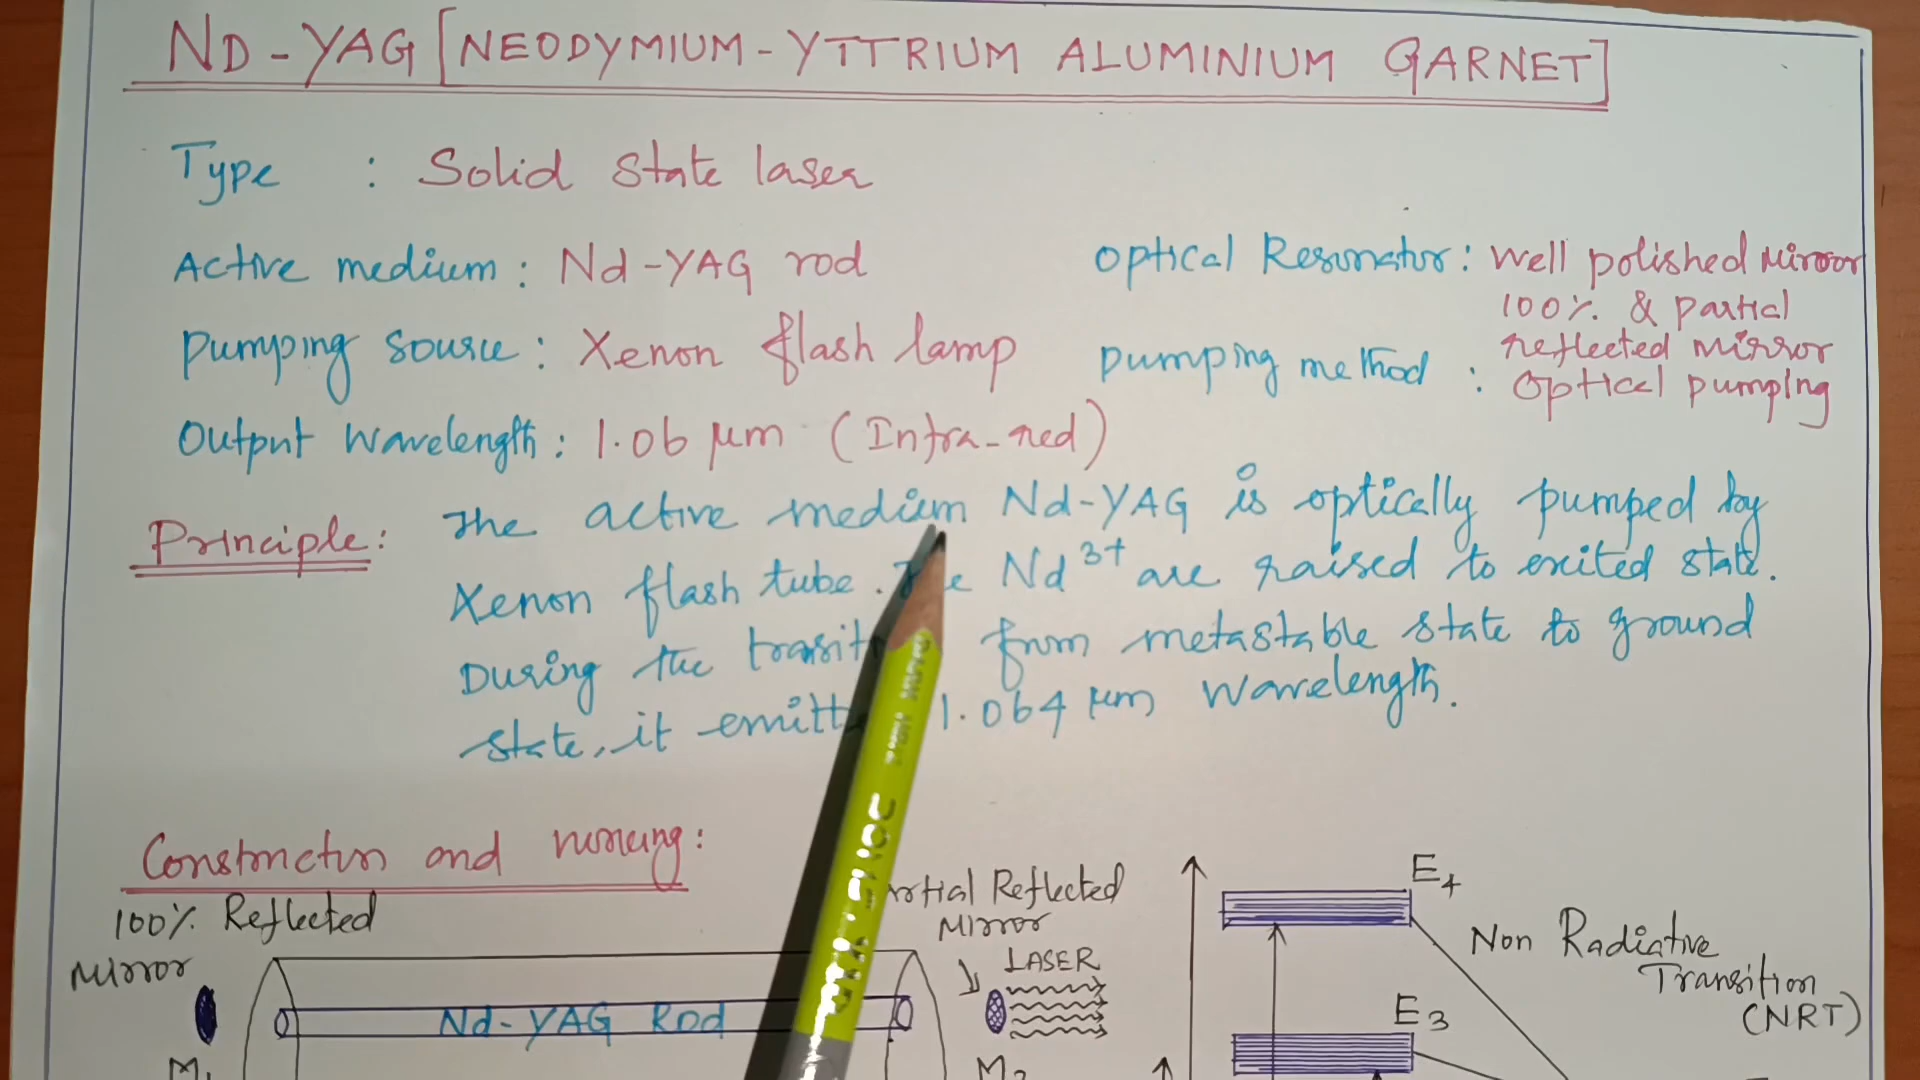 ND-YAG [NEODYMIUM-YTTRIUM ALUMINIUM GARNET]
Type : Solid state laser
Active medium : Nd-YAG rod
Pumping source : Xenon flash lamp
Output wavelength : 1.06 μm (Infra-red)
Optical Resonator : Well polished Mirror
100% & partial
reflected mirror
Pumping method : Optical pumping
Principle: The active medium Nd-YAG is optically pumped by
Xenon flash tube. The Nd3+ are raised to excited state.
During the from metastable state to ground
state, it 1.064 μm wavelength.
Construction and working:
100% Reflected
Mirror
Reflected
Mirror
LASER
Nd-YAG Rod
M1
M2
E4
Non Radiative
Transition
(NRT)
E3